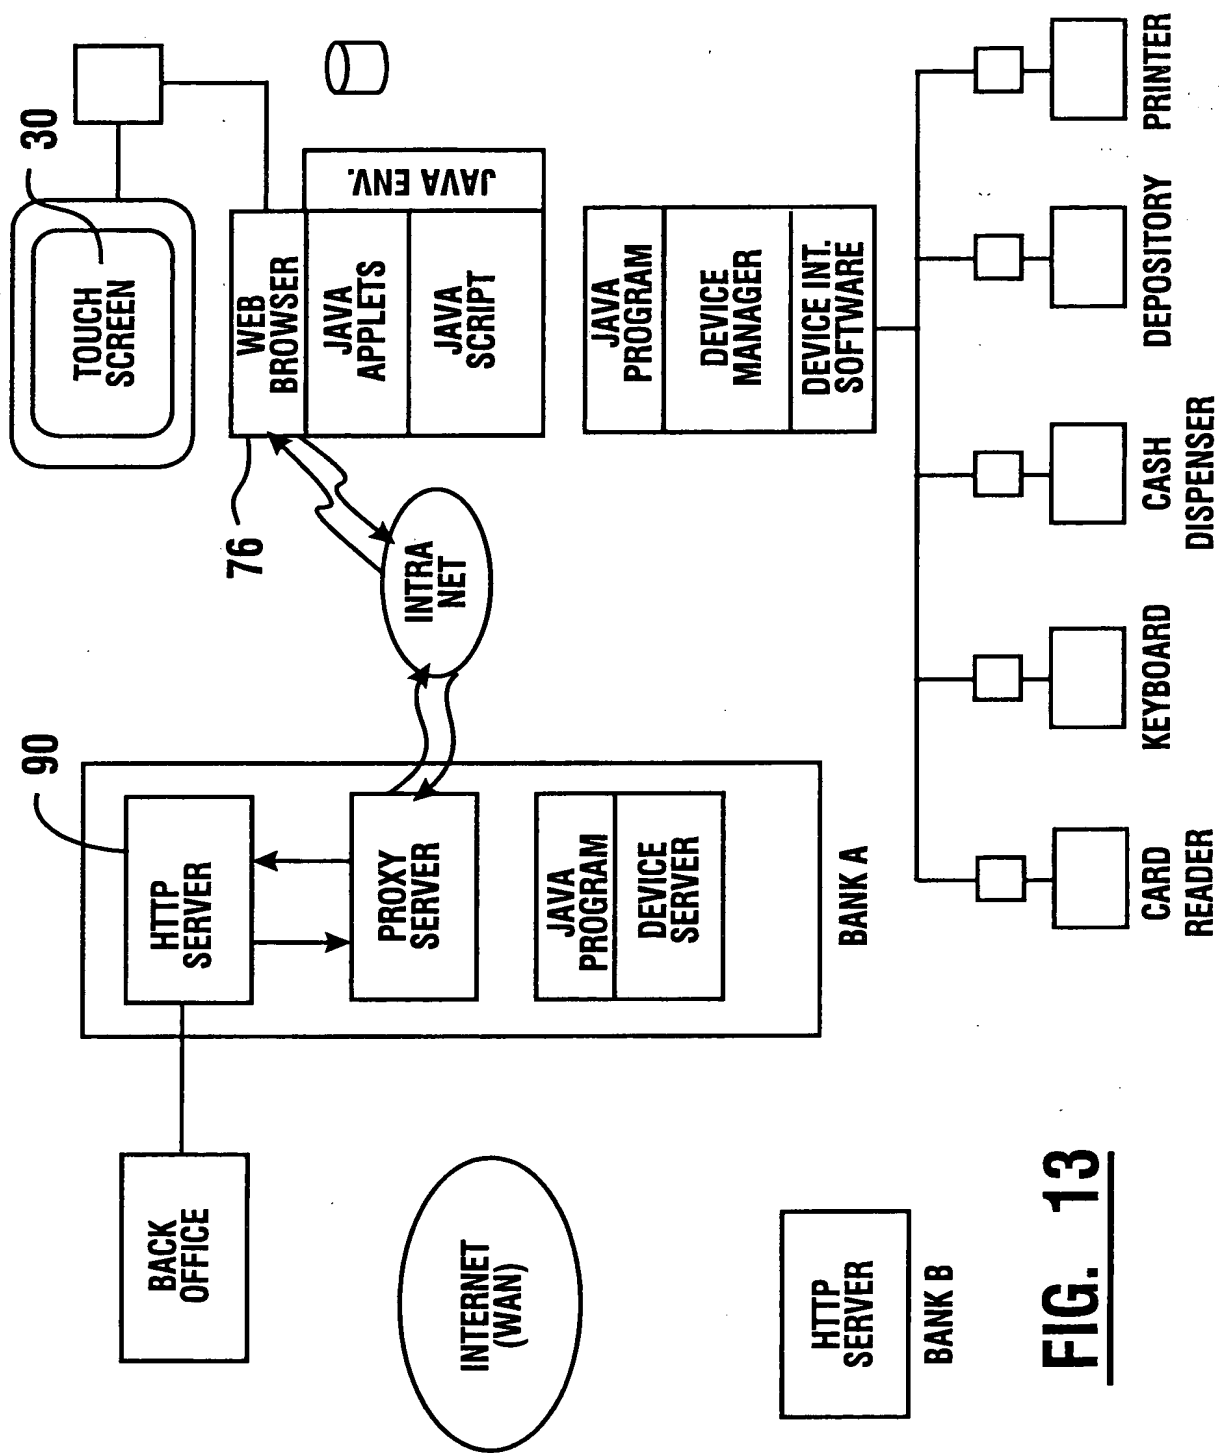 30
TOUCH
SCREEN
WEB
BROWSER
JAVA
APPLETS
JAVA
SCRIPT
JAVA ENV.
76
INTRA
NET
90
HTTP
SERVER
PROXY
SERVER
JAVA
PROGRAM
DEVICE
SERVER
BANK A
BACK
OFFICE
INTERNET
(WAN)
HTTP
SERVER
BANK B
JAVA
PROGRAM
DEVICE
MANAGER
DEVICE INT.
SOFTWARE
CARD
READER
KEYBOARD
CASH
DISPENSER
DEPOSITORY
PRINTER
FIG. 13